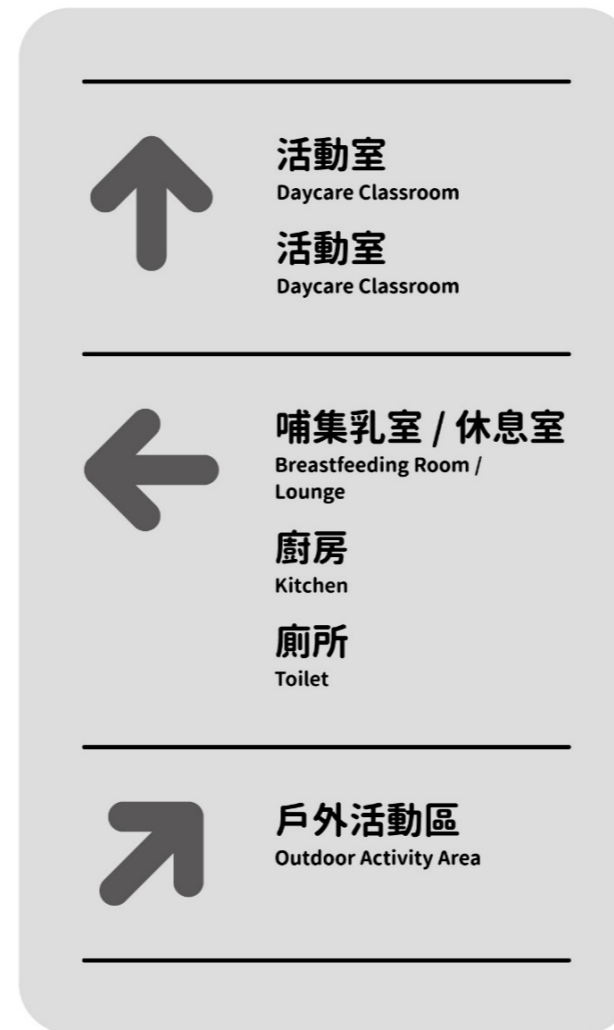 活動室
Daycare Classroom
活動室
Daycare Classroom
哺集乳室 / 休息室
Breastfeeding Room /
Lounge
廚房
Kitchen
廁所
Toilet
戶外活動區
Outdoor Activity Area